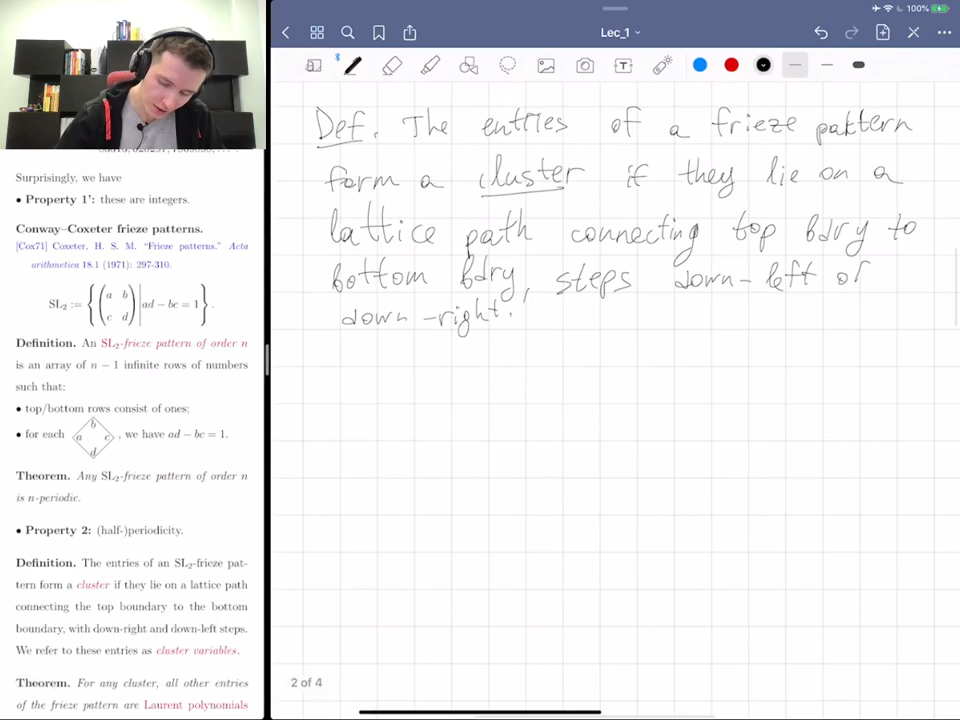 100%
Lec_1
Surprisingly, we have
• Property 1’: these are integers.
Conway–Coxeter frieze patterns.
[Cox71] Coxeter, H. S. M. “Frieze patterns.” Acta
arithmetica 18.1 (1971): 297-310.
SL₂ := { ( a b c d ) | ad − bc = 1 } .
Definition. An SL₂-frieze pattern of order n
is an array of n − 1 infinite rows of numbers
such that:
• top/bottom rows consist of ones;
• for each a b c d , we have ad − bc = 1.
Theorem. Any SL₂-frieze pattern of order n
is n-periodic.
• Property 2: (half-)periodicity.
Definition. The entries of an SL₂-frieze pat-
tern form a cluster if they lie on a lattice path
connecting the top boundary to the bottom
boundary, with down-right and down-left steps.
We refer to these entries as cluster variables.
Theorem. For any cluster, all other entries
of the frieze pattern are Laurent polynomials
Def. The entries of a frieze pattern
form a cluster if they lie on a
lattice path connecting top bdry to
bottom bdry, steps down-left or
down-right.
2 of 4